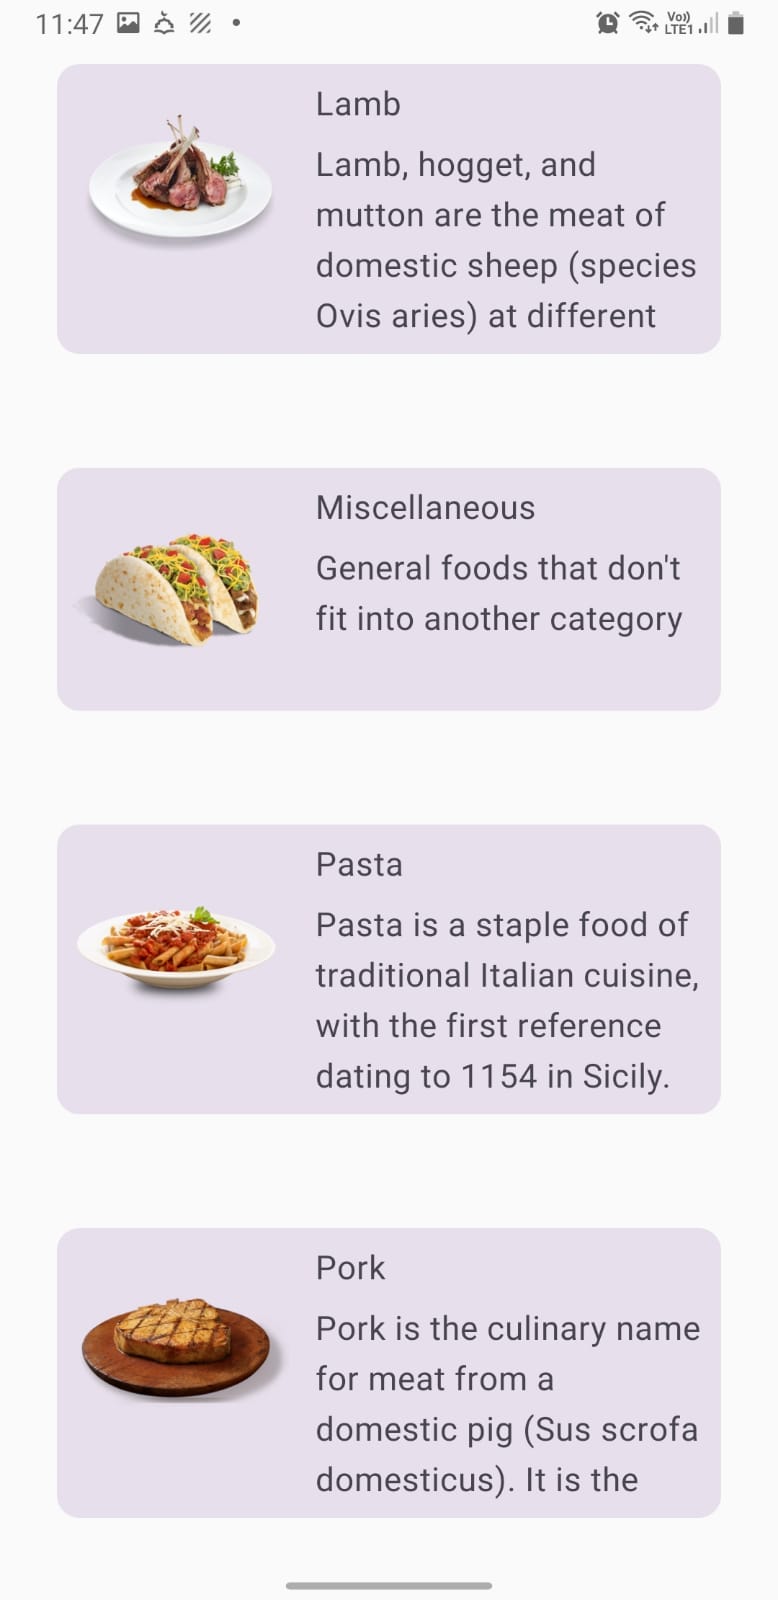 11:47
Vo))
LTE1
Lamb
Lamb, hogget, and
mutton are the meat of
domestic sheep (species
Ovis aries) at different
Miscellaneous
General foods that don't
fit into another category
Pasta
Pasta is a staple food of
traditional Italian cuisine,
with the first reference
dating to 1154 in Sicily.
Pork
Pork is the culinary name
for meat from a
domestic pig (Sus scrofa
domesticus). It is the